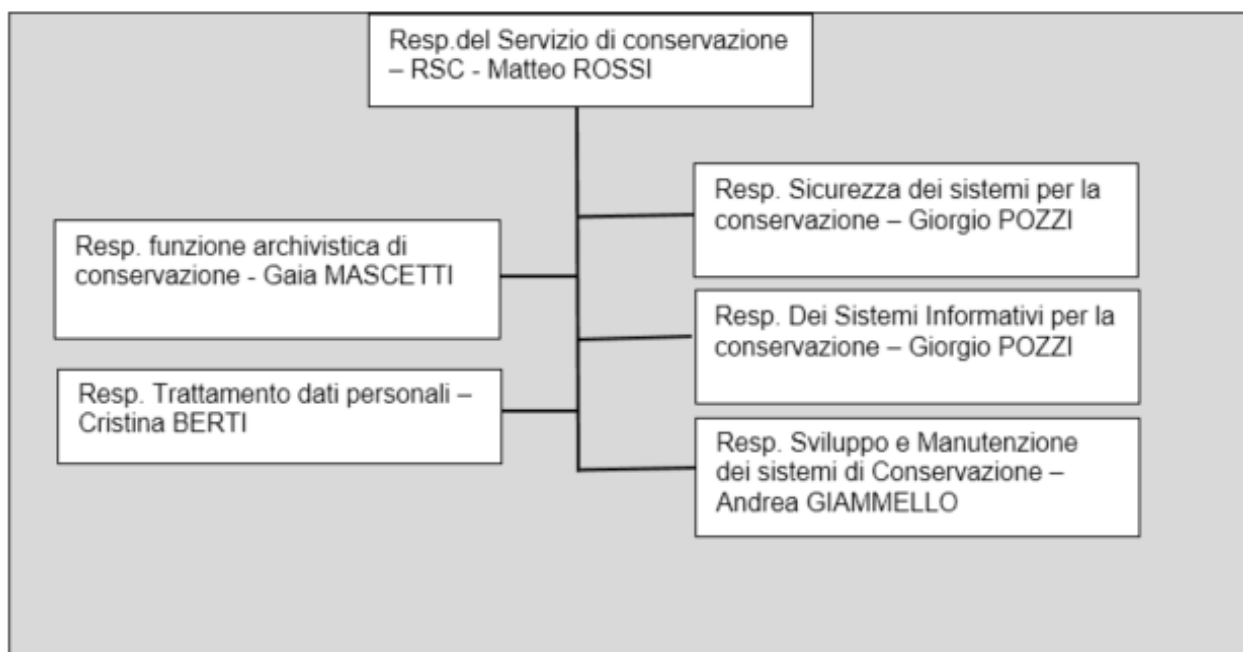 Resp.del Servizio di conservazione
– RSC - Matteo ROSSI
Resp. Sicurezza dei sistemi per la
conservazione – Giorgio POZZI
Resp. funzione archivistica di
conservazione - Gaia MASCETTI
Resp. Dei Sistemi Informativi per la
conservazione – Giorgio POZZI
Resp. Trattamento dati personali –
Cristina BERTI
Resp. Sviluppo e Manutenzione
dei sistemi di Conservazione –
Andrea GIAMMELLO